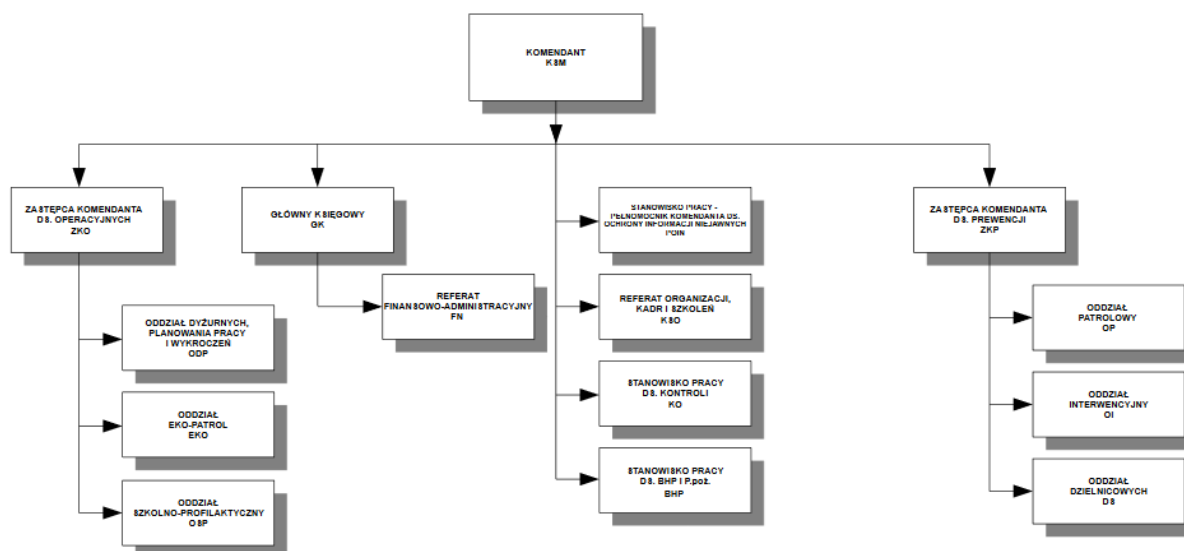 KOMENDANT
KSM
ZASTĘPCA KOMENDANTA
DS. OPERACYJNYCH
ZKO
GŁÓWNY KSIĘGOWY
GK
STANOWISKO PRACY -
PEŁNOMOCNIK KOMENDANTA DS.
OCHRONY INFORMACJI NIEJAWNYCH
POIN
ZASTĘPCA KOMENDANTA
DS. PREWENCJI
ZKP
REFERAT
FINANSOWO-ADMINISTRACYJNY
FN
REFERAT ORGANIZACJI,
KADR I SZKOLEŃ
KSO
ODDZIAŁ
PATROLOWY
OP
ODDZIAŁ DYŻURNYCH,
PLANOWANIA PRACY
I WYKROCZEŃ
ODP
STANOWISKO PRACY
DS. KONTROLI
KO
ODDZIAŁ
INTERWENCYJNY
OI
ODDZIAŁ
EKO-PATROL
EKO
STANOWISKO PRACY
DS. BHP I P.poż.
BHP
ODDZIAŁ
DZIELNICOWYCH
DS
ODDZIAŁ
SZKOLNO-PROFILAKTYCZNY
OSP